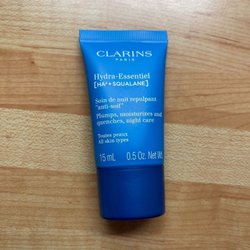 CLARINS
PARIS
Hydra-Essentiel
[HA² + SQUALANE]
Soin de nuit repulpant
"anti-soif"
Plumps, moisturizes and
quenches, night care
Toutes peaux
All skin types
15 mL 0.5 Oz. Net